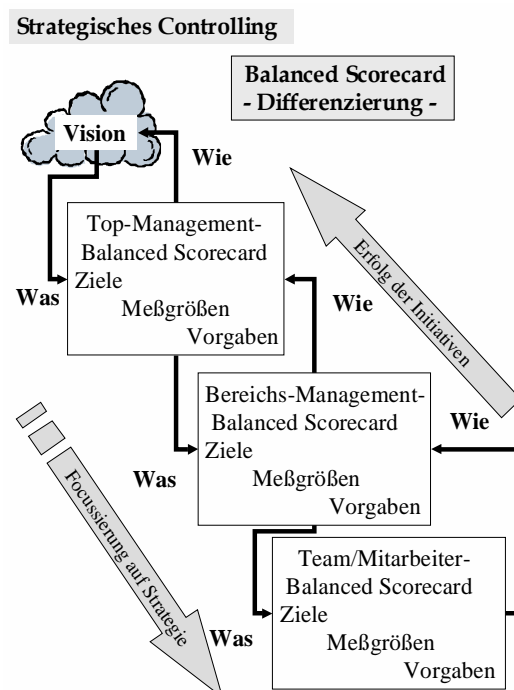 Strategisches Controlling
Balanced Scorecard
- Differenzierung -
Vision
Wie
Top-Management-
Balanced Scorecard
Ziele
Meßgrößen
Vorgaben
Was
Wie
Erfolg der Initiativen
Bereichs-Management-
Balanced Scorecard
Ziele
Meßgrößen
Vorgaben
Wie
Was
Focussierung auf Strategie
Team/Mitarbeiter-
Balanced Scorecard
Ziele
Meßgrößen
Vorgaben
Was